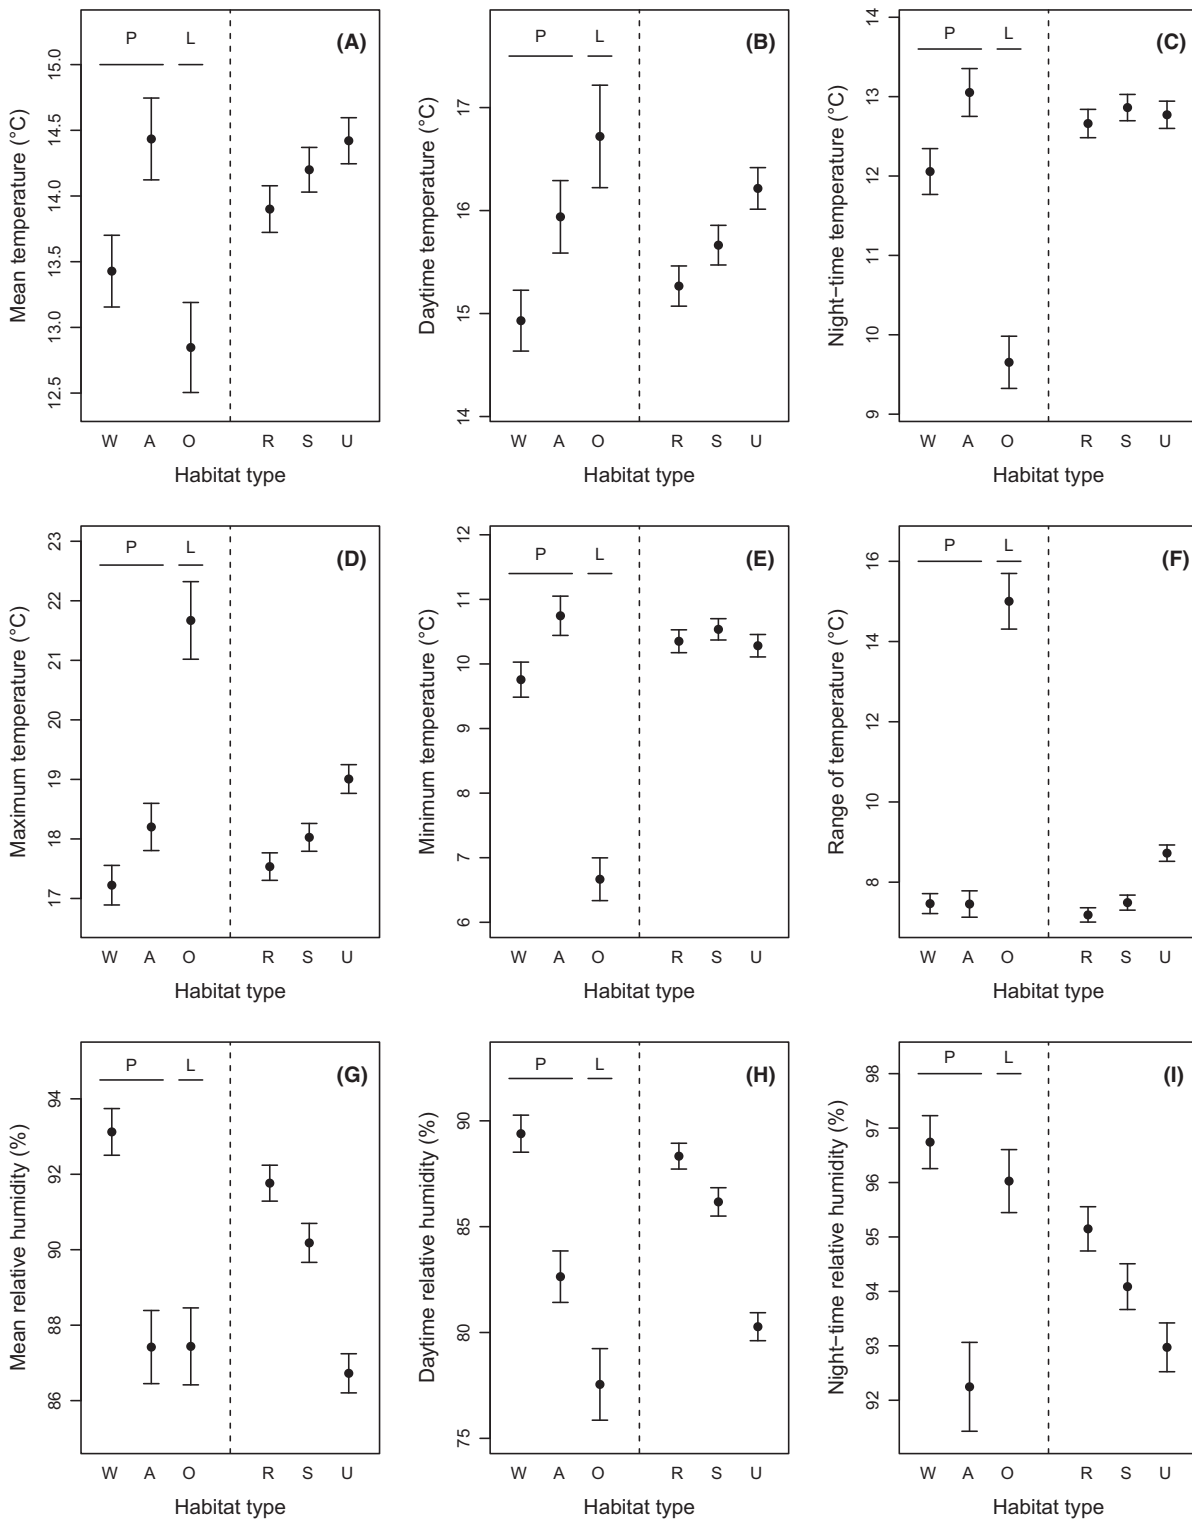 P L (A)
Mean temperature (°C)
15.0
14.5
14.0
13.5
13.0
12.5
W A O R S U
Habitat type
P L (B)
Daytime temperature (°C)
17
16
15
14
W A O R S U
Habitat type
P L (C)
Night−time temperature (°C)
14
13
12
11
10
9
W A O R S U
Habitat type
P L (D)
Maximum temperature (°C)
23
22
21
20
19
18
17
W A O R S U
Habitat type
P L (E)
Minimum temperature (°C)
12
11
10
9
8
7
6
W A O R S U
Habitat type
P L (F)
Range of temperature (°C)
16
14
12
10
8
W A O R S U
Habitat type
P L (G)
Mean relative humidity (%)
94
92
90
88
86
W A O R S U
Habitat type
P L (H)
Daytime relative humidity (%)
90
85
80
75
W A O R S U
Habitat type
P L (I)
Night−time relative humidity (%)
98
97
96
95
94
93
92
W A O R S U
Habitat type